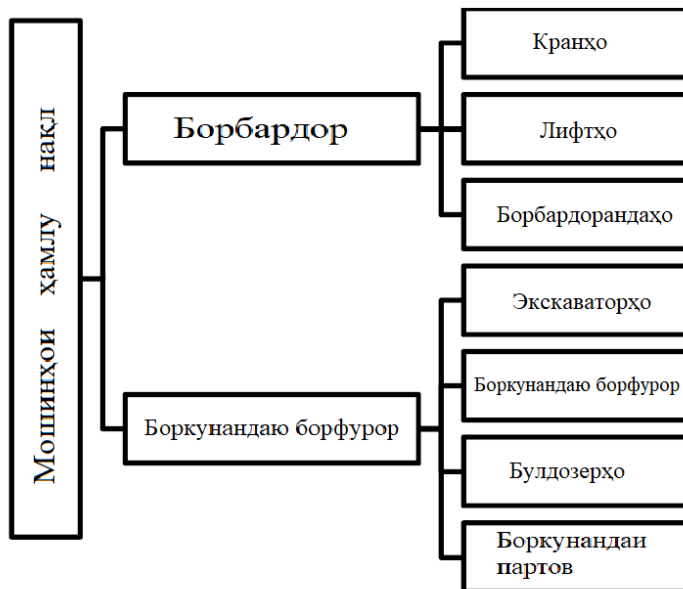 Мошинҳои ҳамлу нақл
Борбардор
Кранҳо
Лифтҳо
Борбардорандаҳо
Боркунандаю борфурор
Экскаваторҳо
Боркунандаю борфурор
Булдозерҳо
Боркунандаи
партов